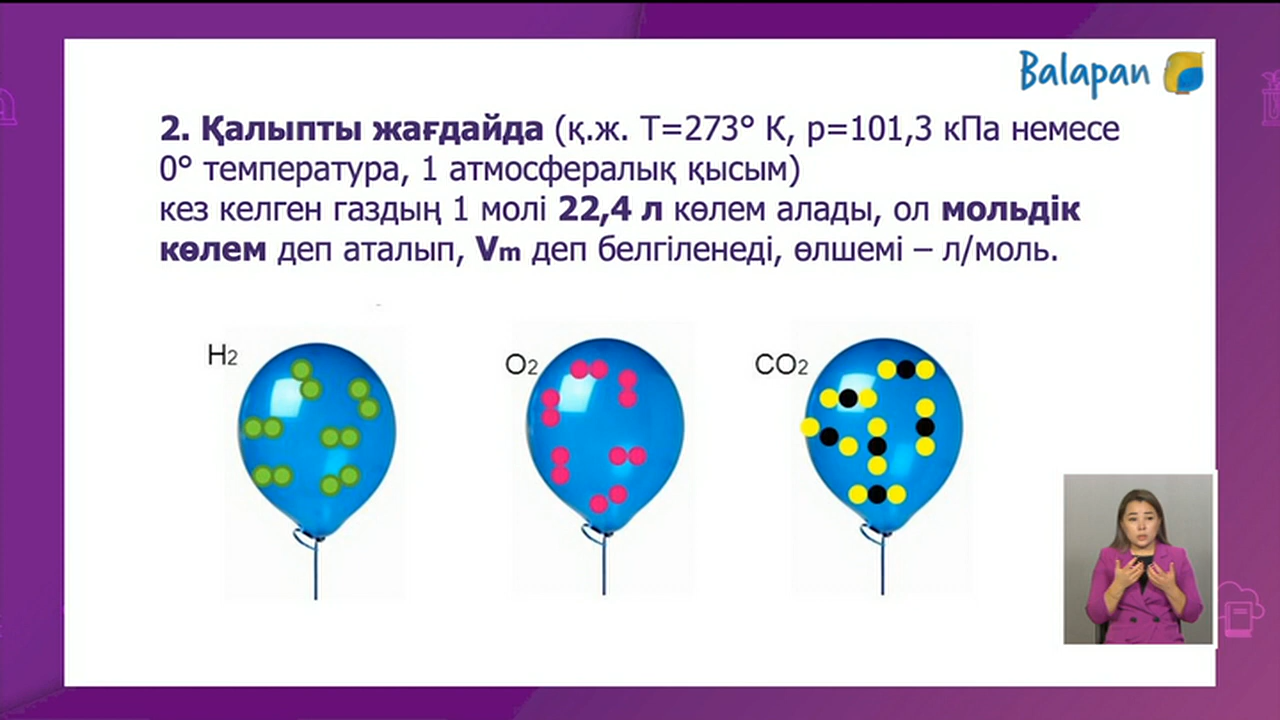 Balapan
2. Қалыпты жағдайда (қ.ж. Т=273° К, р=101,3 кПа немесе
0° температура, 1 атмосфералық қысым)
кез келген газдың 1 молі 22,4 л көлем алады, ол мольдік
көлем деп аталып, Vm деп белгіленеді, өлшемі – л/моль.
H2
O2
CO2